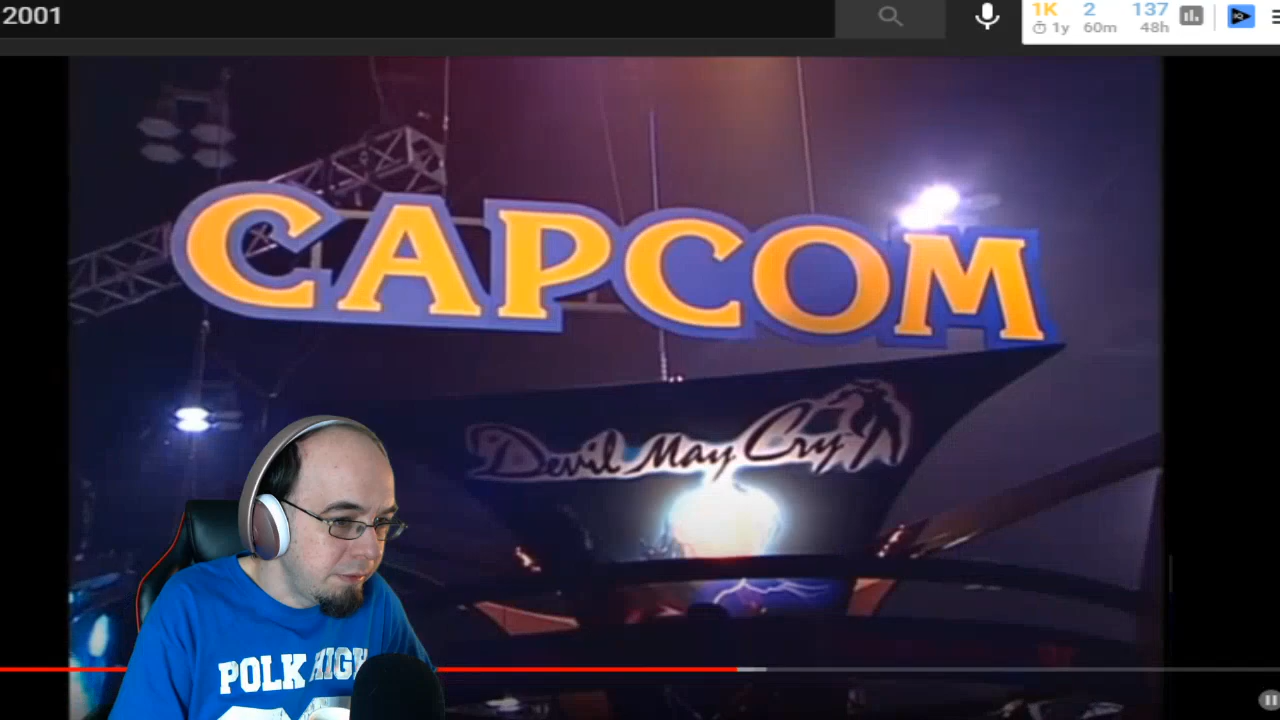 2001
1K 2 137
1y 60m 48h
CAPCOM
Devil May Cry
POLK HIGH